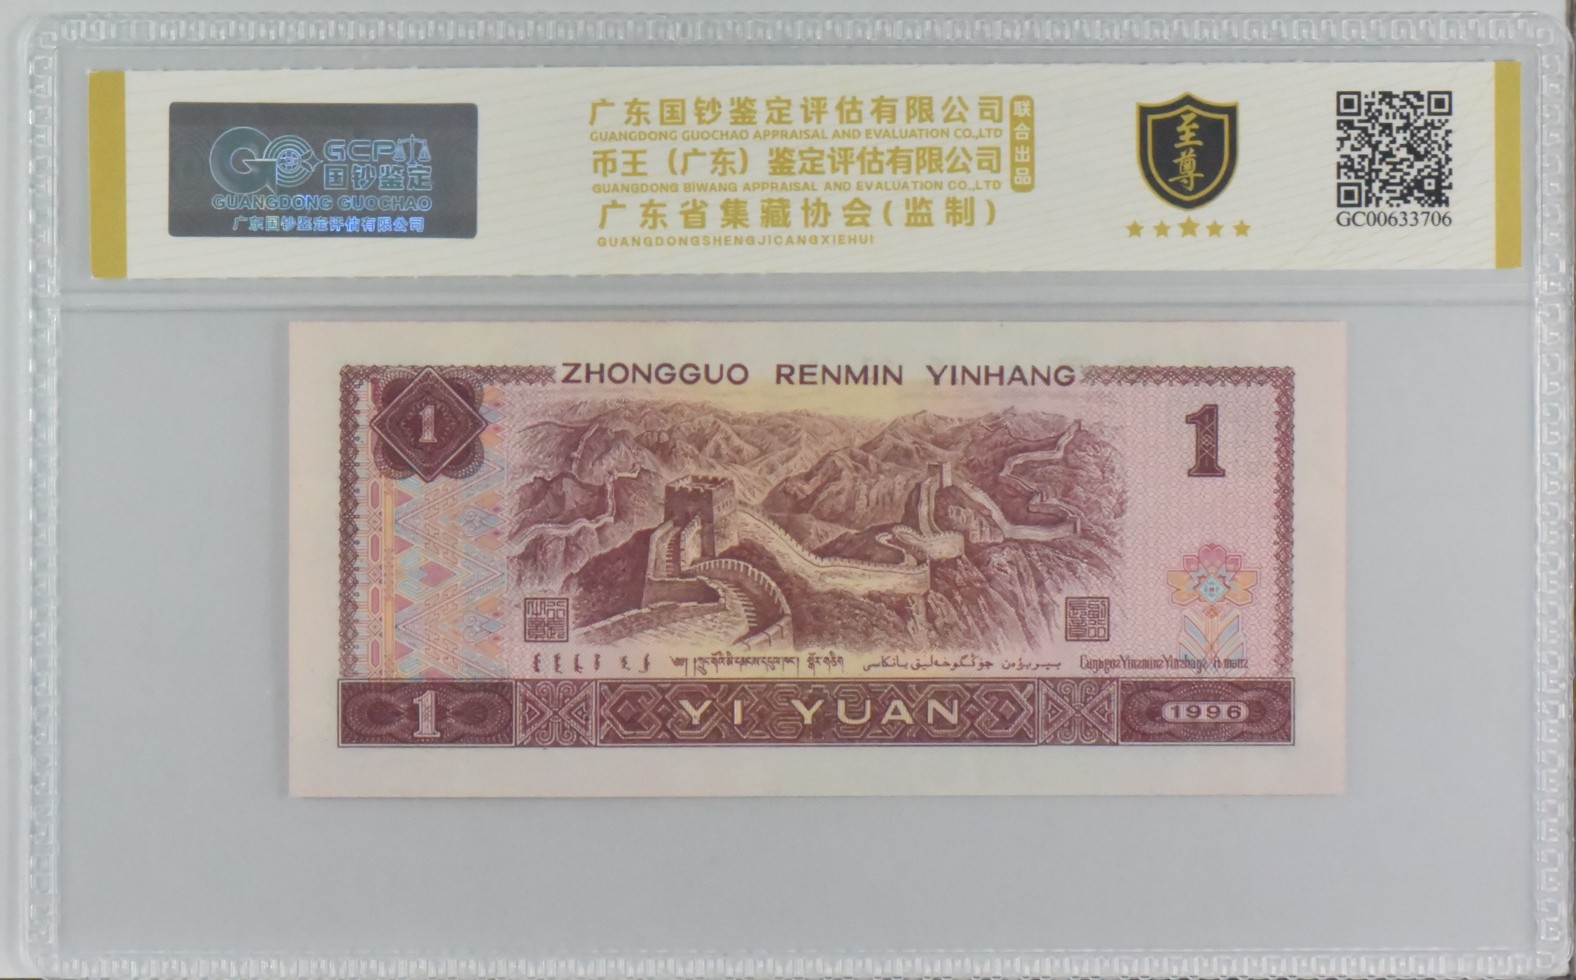 GCP
国钞鉴定
GUANGDONG GUOCHAO
广东国钞鉴定评估有限公司
广东国钞鉴定评估有限公司
GUANGDONG GUOCHAO APPRAISAL AND EVALUATION CO.,LTD
币王（广东）鉴定评估有限公司
GUANGDONG BIWANG APPRAISAL AND EVALUATION CO.,LTD
联合出品
广东省集藏协会(监制)
GUANGDONGSHENGJICANGXIEHUI
至尊
GC00633706
ZHONGGUO RENMIN YINHANG
1
1
1
YI YUAN
1996